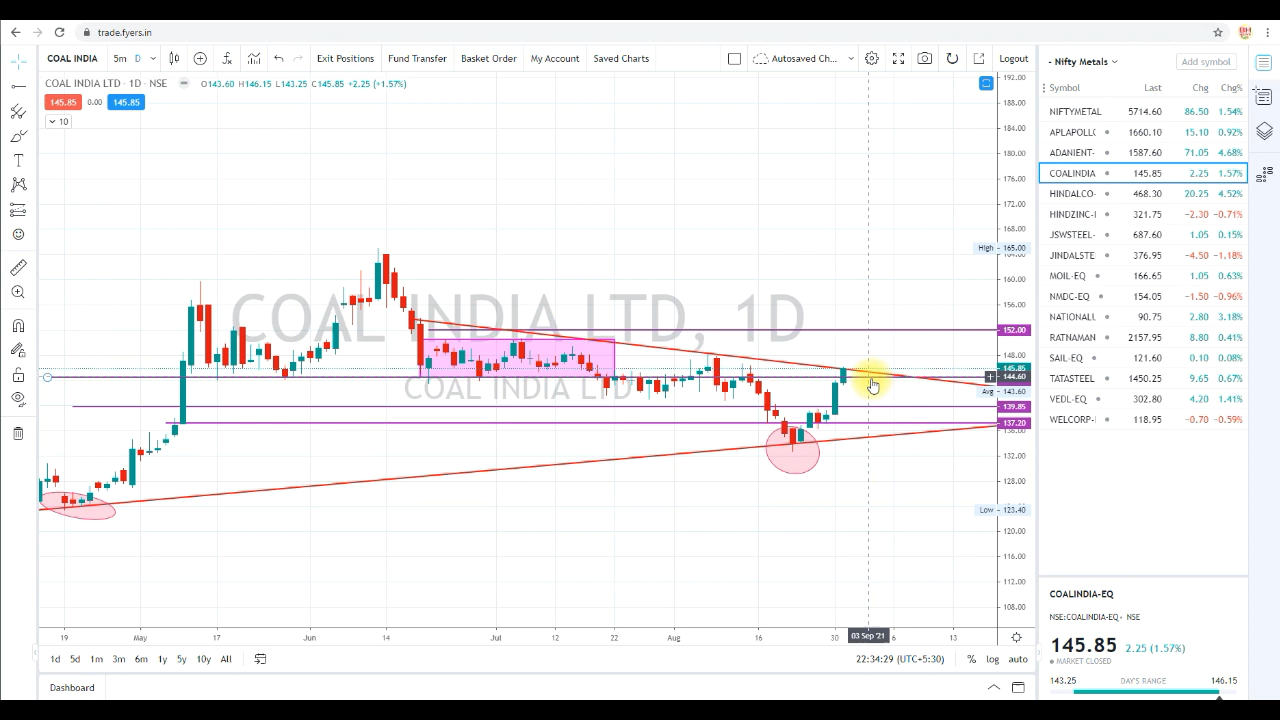 trade.fyers.in
COAL INDIA 5m D Exit Positions Fund Transfer Basket Order My Account Saved Charts Autosaved Ch... Logout
COAL INDIA LTD · 1D · NSE O143.60 H146.15 L143.25 C145.85 +2.25 (+1.57%)
145.85 0.00 145.85
10
COAL INDIA LTD, 1D
COAL INDIA LTD
192.00
188.00
184.00
180.00
176.00
172.00
168.00
High 165.00
164.00
160.00
156.00
152.00
148.00
145.85
144.60
Avg 143.60
139.85
137.20
136.00
132.00
128.00
Low 123.40
120.00
116.00
112.00
108.00
19 May 17 Jun 14 Jul 12 22 Aug 16 30 03 Sep '21 6 13
1d 5d 1m 3m 6m 1y 5y 10y All 22:34:29 (UTC+5:30) % log auto
Dashboard
Nifty Metals Add symbol
Symbol Last Chg Chg%
NIFTYMETAL 5714.60 86.50 1.54%
APLAPOLLO 1660.10 15.10 0.92%
ADANIENT- 1587.60 71.05 4.68%
COALINDIA 145.85 2.25 1.57%
HINDALCO- 468.30 20.25 4.52%
HINDZINC-I 321.75 −2.30 −0.71%
JSWSTEEL- 687.60 1.05 0.15%
JINDALSTE 376.95 −4.50 −1.18%
MOIL-EQ 166.65 1.05 0.63%
NMDC-EQ 154.05 −1.50 −0.96%
NATIONALL 90.75 2.80 3.18%
RATNAMAN 2157.95 8.80 0.41%
SAIL-EQ 121.60 0.10 0.08%
TATASTEEL 1450.25 9.65 0.67%
VEDL-EQ 302.80 4.20 1.41%
WELCORP-I 118.95 −0.70 −0.59%
COALINDIA-EQ
NSE:COALINDIA-EQ • NSE
145.85 2.25 (1.57%)
MARKET CLOSED
143.25 DAY'S RANGE 146.15